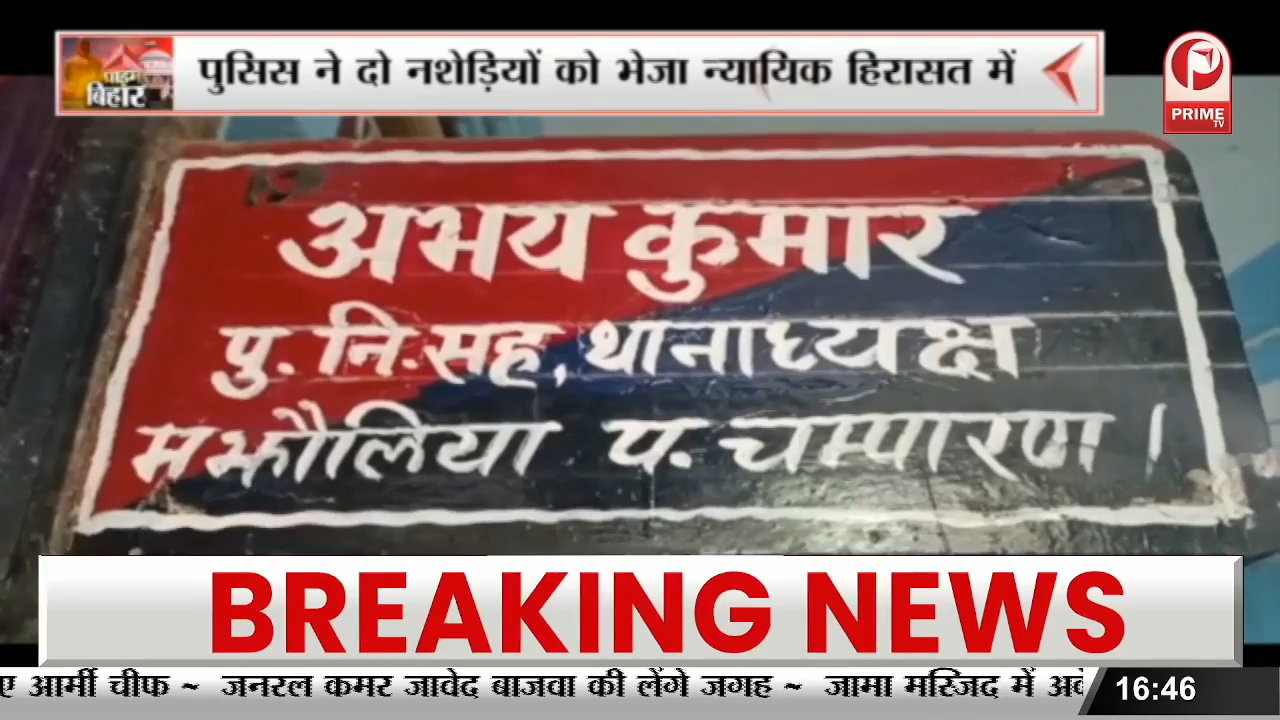 पुसिस ने दो नशेड़ियों को भेजा न्यायिक हिरासत में
प्राइम
बिहार
PRIME
TV
अभय कुमार
पु. नि.सह, थानाध्यक्ष
मझौलिया प. चम्पारण ।
BREAKING NEWS
ए आर्मी चीफ ~ जनरल कमर जावेद बाजवा की लेंगे जगह ~ जामा मस्जिद में
16:46